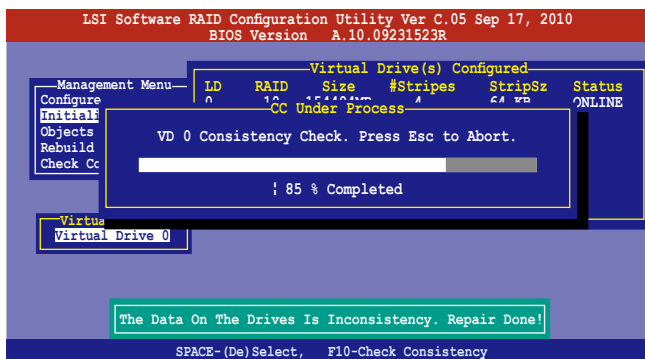 LSI Software RAID Configuration Utility Ver C.05 Sep 17, 2010
BIOS Version A.10.09231523R
Virtual Drive(s) Configured
Management Menu
LD RAID Size #Stripes StripSz Status
Configure
0 10 154494MB 4 64 KB ONLINE
CC Under Process
Initiali
Objects
VD 0 Consistency Check. Press Esc to Abort.
Rebuild
Check Co
¦ 85 % Completed
Virtua
Virtual Drive 0
The Data On The Drives Is Inconsistency. Repair Done!
SPACE-(De)Select, F10-Check Consistency